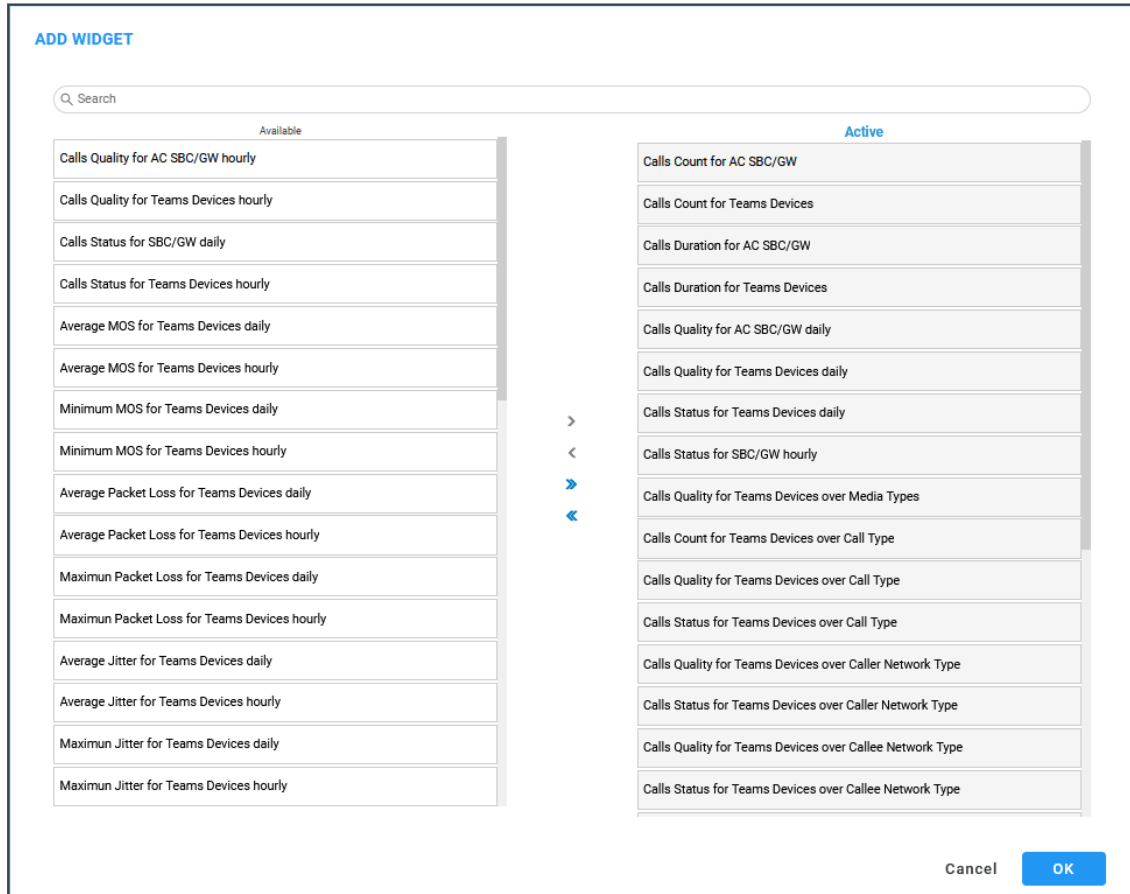 ADD WIDGET
Search
Available
Calls Quality for AC SBC/GW hourly
Calls Quality for Teams Devices hourly
Calls Status for SBC/GW daily
Calls Status for Teams Devices hourly
Average MOS for Teams Devices daily
Average MOS for Teams Devices hourly
Minimum MOS for Teams Devices daily
Minimum MOS for Teams Devices hourly
Average Packet Loss for Teams Devices daily
Average Packet Loss for Teams Devices hourly
Maximun Packet Loss for Teams Devices daily
Maximun Packet Loss for Teams Devices hourly
Average Jitter for Teams Devices daily
Average Jitter for Teams Devices hourly
Maximun Jitter for Teams Devices daily
Maximun Jitter for Teams Devices hourly
Active
Calls Count for AC SBC/GW
Calls Count for Teams Devices
Calls Duration for AC SBC/GW
Calls Duration for Teams Devices
Calls Quality for AC SBC/GW daily
Calls Quality for Teams Devices daily
Calls Status for Teams Devices daily
Calls Status for SBC/GW hourly
Calls Quality for Teams Devices over Media Types
Calls Count for Teams Devices over Call Type
Calls Quality for Teams Devices over Call Type
Calls Status for Teams Devices over Call Type
Calls Quality for Teams Devices over Caller Network Type
Calls Status for Teams Devices over Caller Network Type
Calls Quality for Teams Devices over Callee Network Type
Calls Status for Teams Devices over Callee Network Type
Cancel
OK